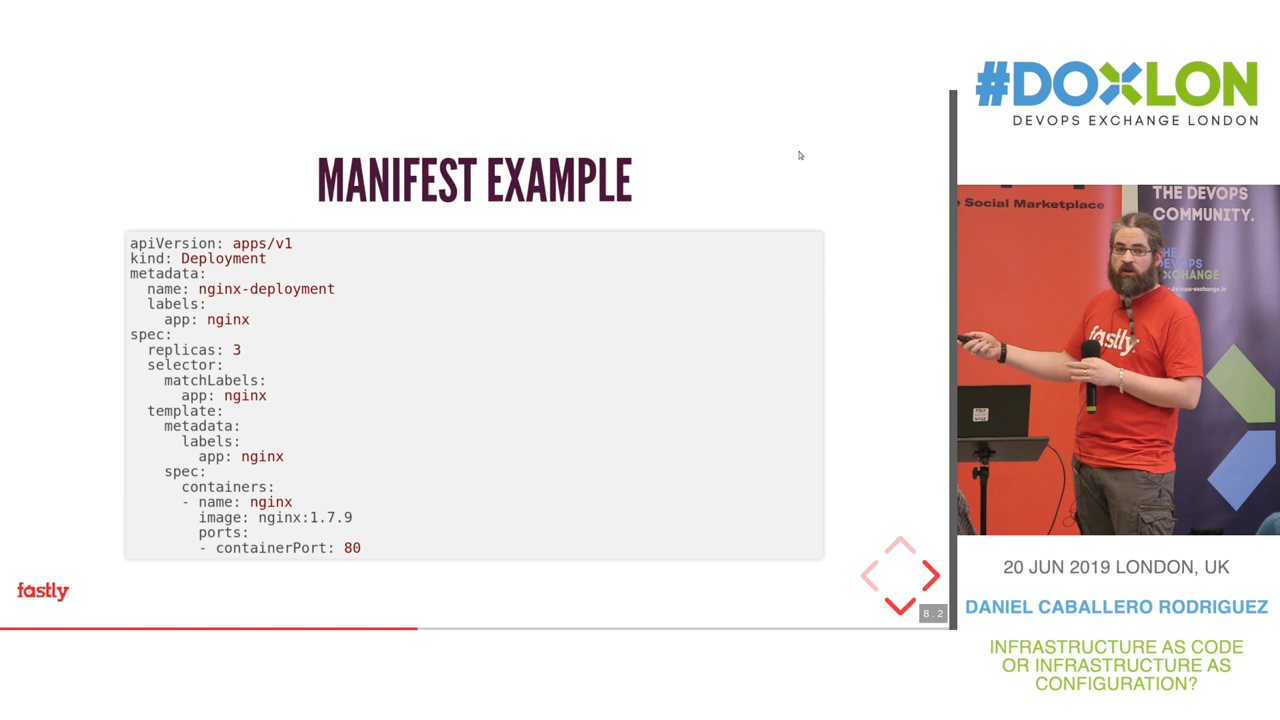 MANIFEST EXAMPLE
apiVersion: apps/v1
kind: Deployment
metadata:
  name: nginx-deployment
  labels:
    app: nginx
spec:
  replicas: 3
  selector:
    matchLabels:
      app: nginx
  template:
    metadata:
      labels:
        app: nginx
    spec:
      containers:
      - name: nginx
        image: nginx:1.7.9
        ports:
        - containerPort: 80
fastly
8.2
#DOXLON
DEVOPS EXCHANGE LONDON
Social Marketplace
THE DEVOPS
COMMUNITY.
DEVOPS
fastly
20 JUN 2019 LONDON, UK
DANIEL CABALLERO RODRIGUEZ
INFRASTRUCTURE AS CODE
OR INFRASTRUCTURE AS
CONFIGURATION?